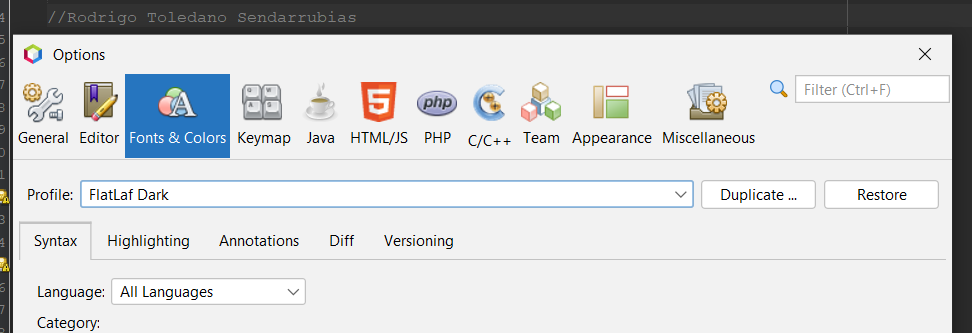 //Rodrigo Toledano Sendarrubias
Options
Filter (Ctrl+F)
General Editor Fonts & Colors Keymap Java HTML/JS PHP C/C++ Team Appearance Miscellaneous
Profile: FlatLaf Dark Duplicate ... Restore
Syntax Highlighting Annotations Diff Versioning
Language: All Languages
Category: